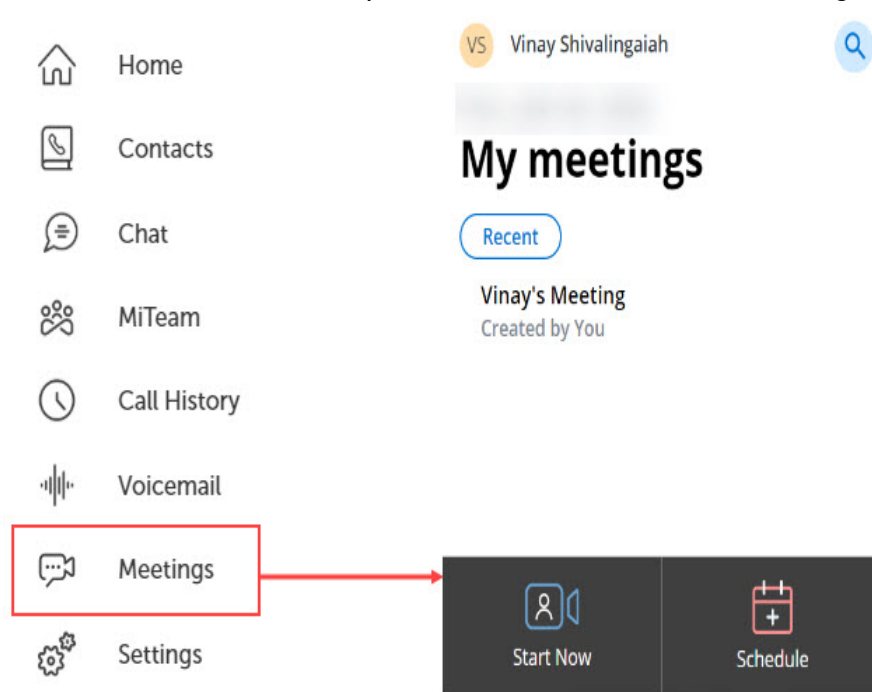 Home
Contacts
Chat
MiTeam
Call History
Voicemail
Meetings
Settings
VS Vinay Shivalingaiah
My meetings
Recent
Vinay's Meeting
Created by You
Start Now
Schedule